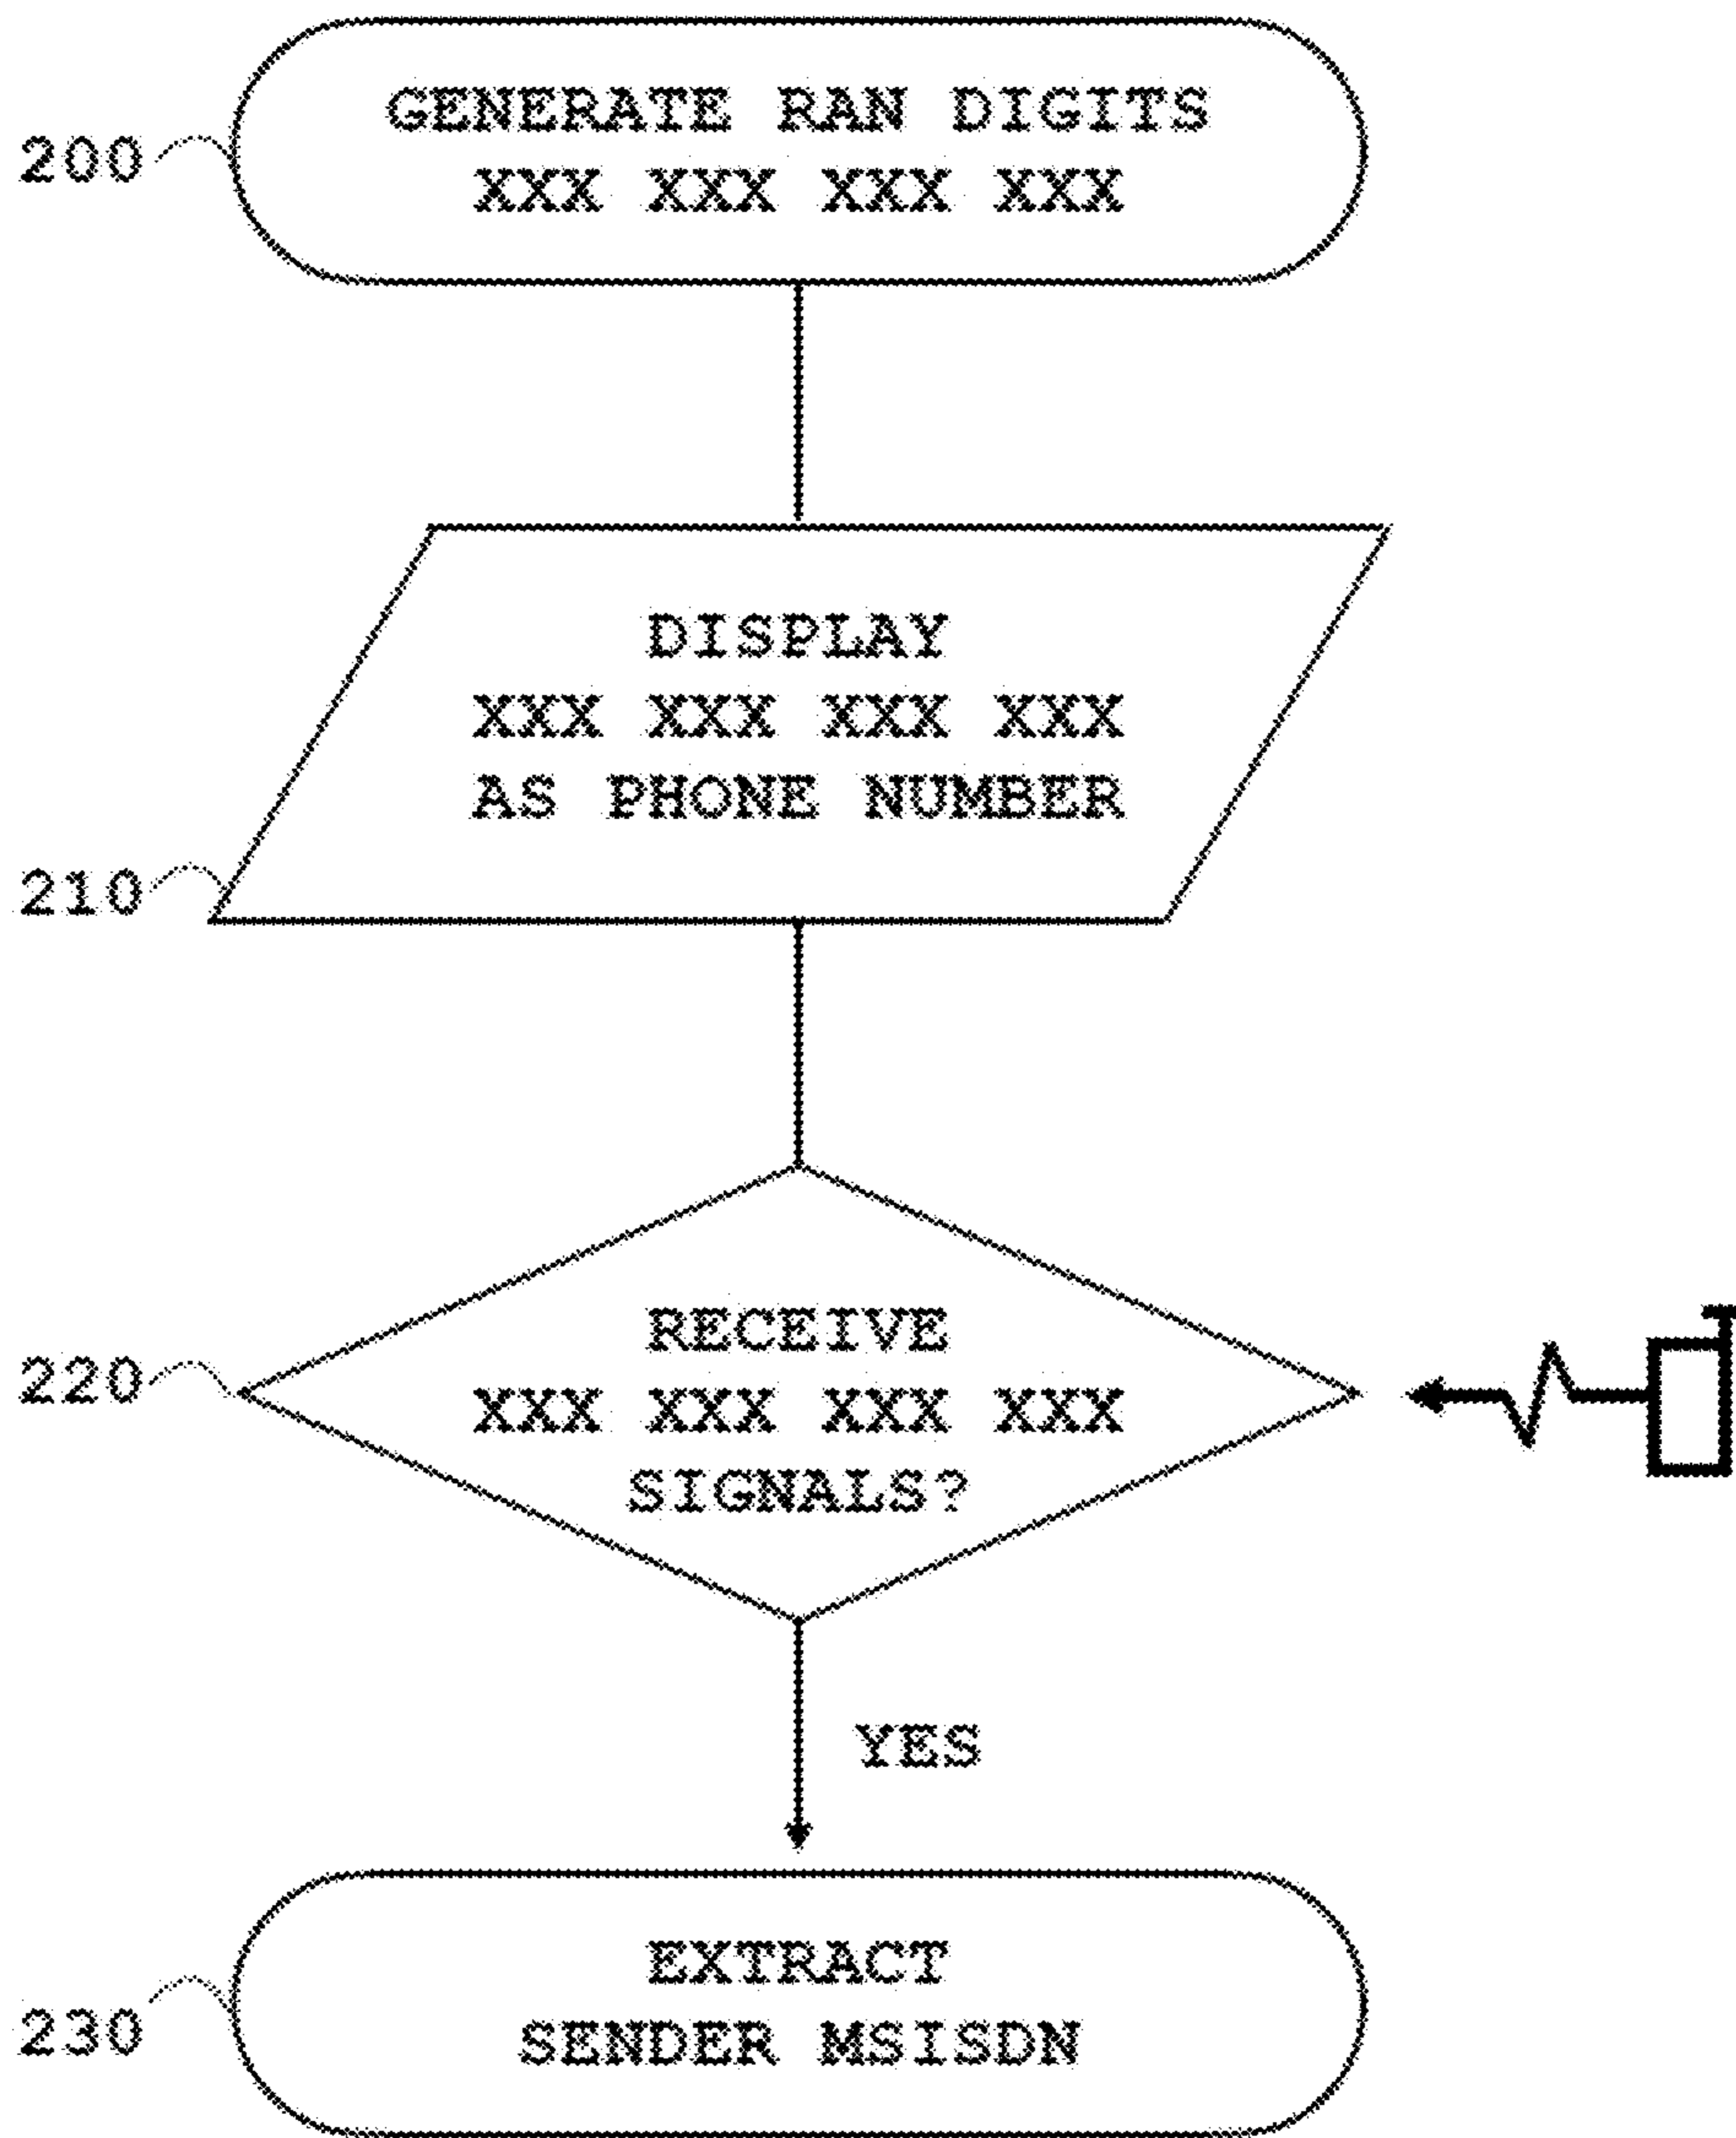 GENERATE RAN DIGITS
200
XXX XXX XXX XXX
DISPLAY
XXX XXX XXX XXX
AS PHONE NUMBER
210
RECEIVE
220
XXX XXX XXX XXX
SIGNALS?
YES
EXTRACT
230
SENDER MSISDN